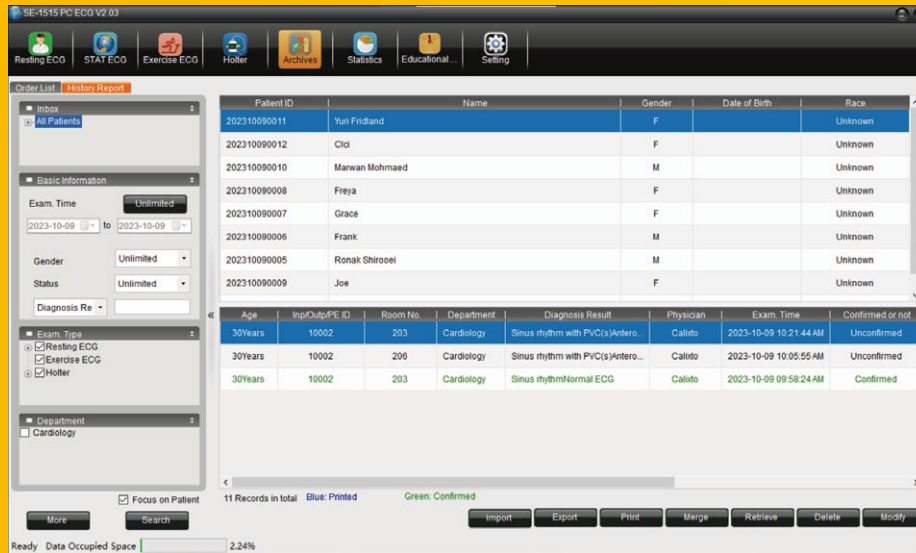 SE-1515 PC ECG V2.03
Resting ECG STAT ECG Exercise ECG Holter Archives Statistics Educational... Setting
Order List History Report
Inbox
All Patients
Basic Information
Exam. Time Unlimited
2023-10-09 to 2023-10-09
Gender Unlimited
Status Unlimited
Diagnosis Re
Exam. Type
Resting ECG
Exercise ECG
Holter
Department
Cardiology
Focus on Patient
More Search
Patient ID Name Gender Date of Birth Race
202310090011 Yuri Fridland F Unknown
202310090012 Clci F Unknown
202310090010 Marwan Mohmaed M Unknown
202310090008 Freya F Unknown
202310090007 Grace F Unknown
202310090006 Frank M Unknown
202310090005 Ronak Shirooei M Unknown
202310090009 Joe F Unknown
Age Inp/Outp/PE ID Room No. Department Diagnosis Result Physician Exam. Time Confirmed or not
30Years 10002 203 Cardiology Sinus rhythm with PVC(s)Antero... Calixto 2023-10-09 10:21:44 AM Unconfirmed
30Years 10002 206 Cardiology Sinus rhythm with PVC(s)Antero... Calixto 2023-10-09 10:05:55 AM Unconfirmed
30Years 10002 203 Cardiology Sinus rhythmNormal ECG Calixto 2023-10-09 09:58:24 AM Confirmed
11 Records in total Blue: Printed Green: Confirmed
Import Export Print Merge Retrieve Delete Modify
Ready Data Occupied Space 2.24%